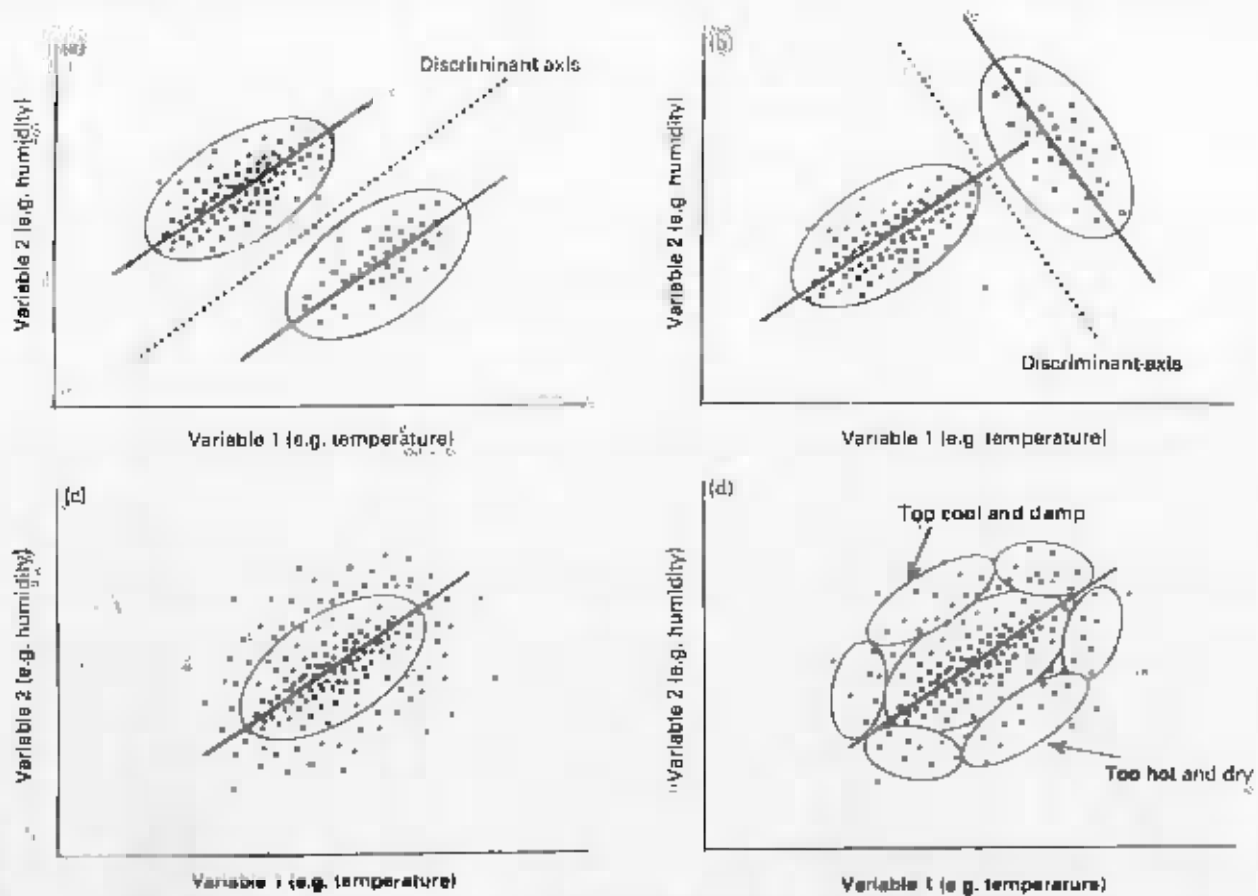 (a)
Discriminant axis
Variable 2 (e.g. humidity)
Variable 1 (e.g. temperature)
(b)
Variable 2 (e.g. humidity)
Discriminant-axis
Variable 1 (e.g. temperature)
(c)
Variable 2 (e.g. humidity)
Variable 1 (e.g. temperature)
(d)
Top cool and damp
Variable 2 (e.g. humidity)
Too hot and dry
Variable 1 (e.g. temperature)